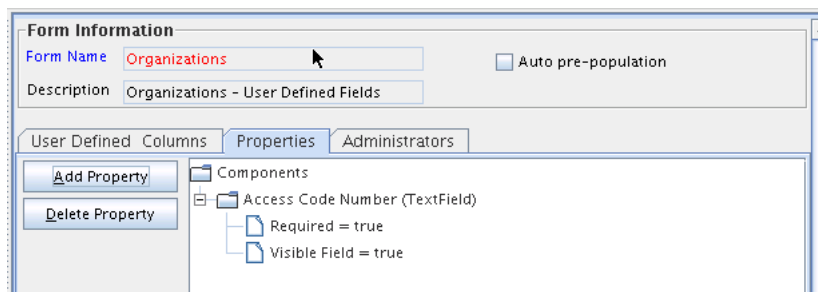 Form Information
Form Name Organizations Auto pre-population
Description Organizations - User Defined Fields
User Defined Columns Properties Administrators
Add Property Components
Access Code Number (TextField)
Delete Property Required = true
Visible Field = true